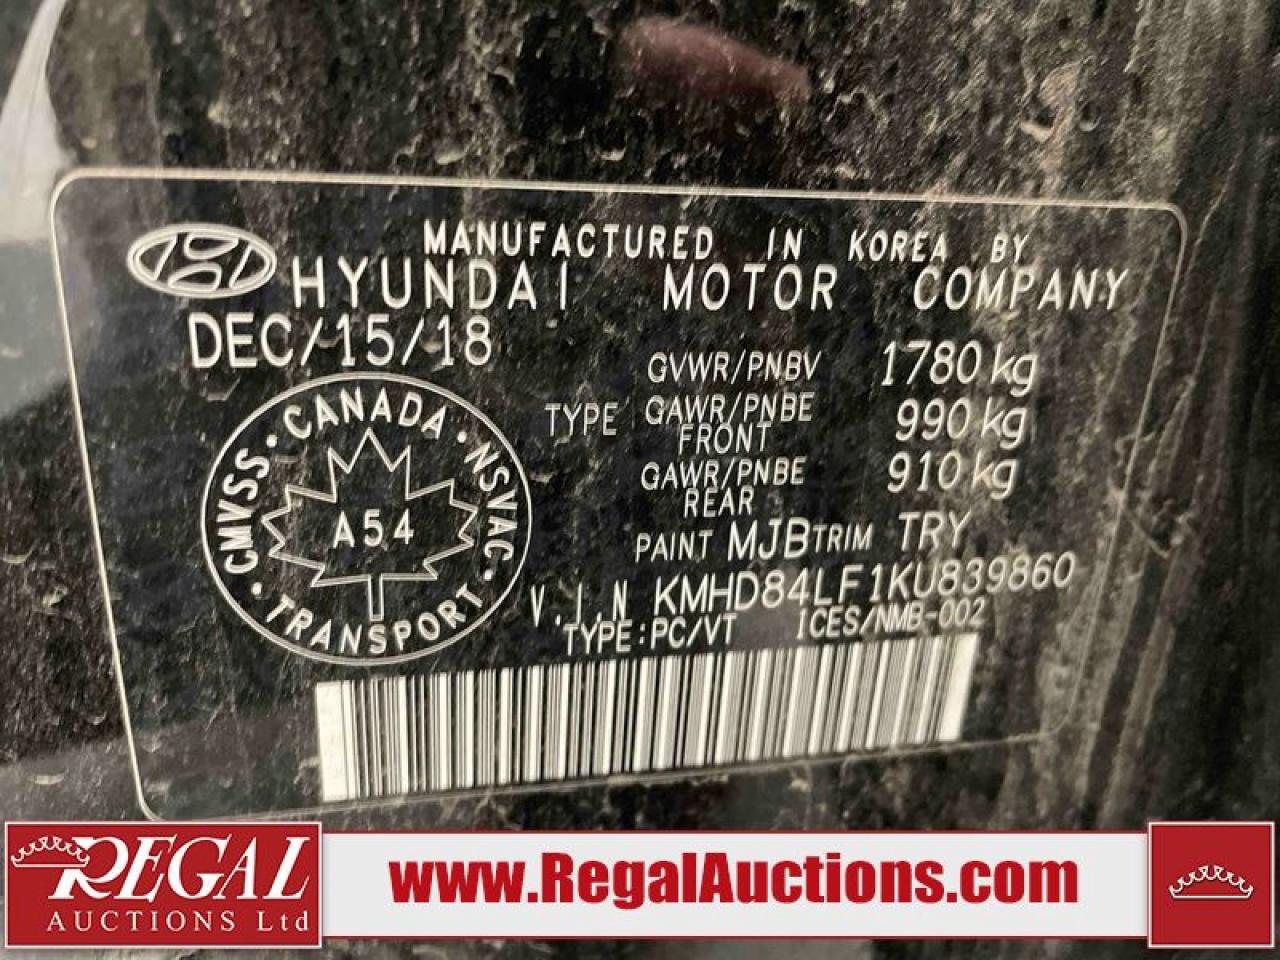 MANUFACTURED IN KOREA BY
HYUNDAI MOTOR COMPANY
DEC/15/18
GVWR/PNBV 1780 kg
TYPE GAWR/PNBE FRONT 990 kg
GAWR/PNBE REAR 910 kg
CANADA · NSVAC · TRANSPORT · CMVSS ·
A54
PAINT MJB TRIM TRY
V.I.N KMHD84LF1KU839860
TYPE:PC/VT ICES/NMB-002
REGAL
AUCTIONS Ltd
www.RegalAuctions.com